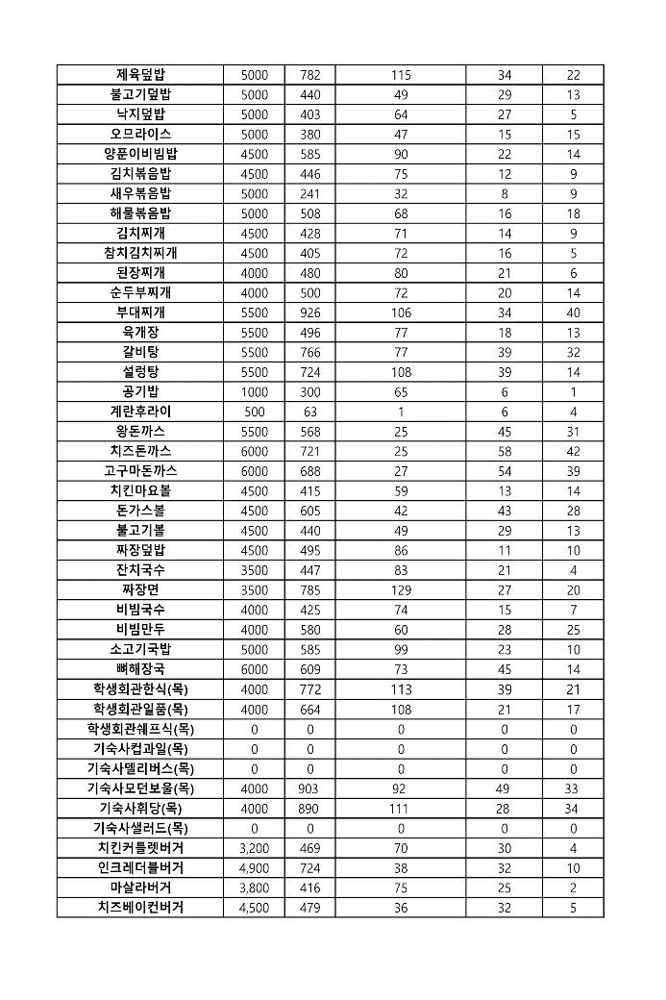 제육덮밥 5000 782 115 34 22
불고기덮밥 5000 440 49 29 13
낙지덮밥 5000 403 64 27 5
오므라이스 5000 380 47 15 15
양푼이비빔밥 4500 585 90 22 14
김치볶음밥 4500 446 75 12 9
새우볶음밥 5000 241 32 8 9
해물볶음밥 5000 508 68 16 18
김치찌개 4500 428 71 14 9
참치김치찌개 4500 405 72 16 5
된장찌개 4000 480 80 21 6
순두부찌개 4000 500 72 20 14
부대찌개 5500 926 106 34 40
육개장 5500 496 77 18 13
갈비탕 5500 766 77 39 32
설렁탕 5500 724 108 39 14
공기밥 1000 300 65 6 1
계란후라이 500 63 1 6 4
왕돈까스 5500 568 25 45 31
치즈돈까스 6000 721 25 58 42
고구마돈까스 6000 688 27 54 39
치킨마요볼 4500 415 59 13 14
돈가스볼 4500 605 42 43 28
불고기볼 4500 440 49 29 13
짜장덮밥 4500 495 86 11 10
잔치국수 3500 447 83 21 4
짜장면 3500 785 129 27 20
비빔국수 4000 425 74 15 7
비빔만두 4000 580 60 28 25
소고기국밥 5000 585 99 23 10
뼈해장국 6000 609 73 45 14
학생회관한식(목) 4000 772 113 39 21
학생회관일품(목) 4000 664 108 21 17
학생회관쉐프식(목) 0 0 0 0 0
기숙사컵과일(목) 0 0 0 0 0
기숙사델리버스(목) 0 0 0 0 0
기숙사모던보울(목) 4000 903 92 49 33
기숙사휘당(목) 4000 890 111 28 34
기숙사샐러드(목) 0 0 0 0 0
치킨커틀렛버거 3,200 469 70 30 4
인크레더블버거 4,900 724 38 32 10
마살라버거 3,800 416 75 25 2
치즈베이컨버거 4,500 479 36 32 5